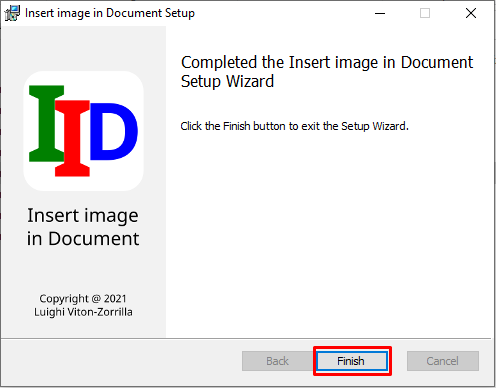 Insert image in Document Setup
Completed the Insert image in Document
Setup Wizard
Click the Finish button to exit the Setup Wizard.
IID
Insert image
in Document
Copyright @ 2021
Luighi Viton-Zorrilla
Back
Finish
Cancel